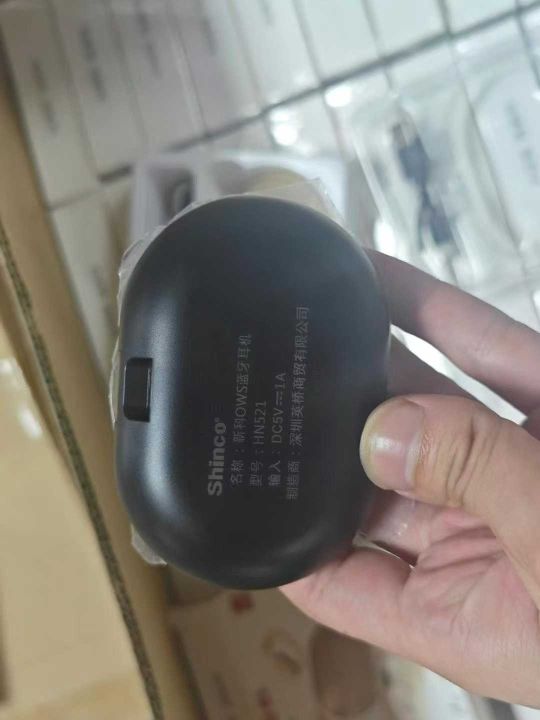 Shinco®
名称：新科OWS蓝牙耳机
型号：HN521
输入：DC5V⎓1A
制造商：深圳英桥商贸有限公司